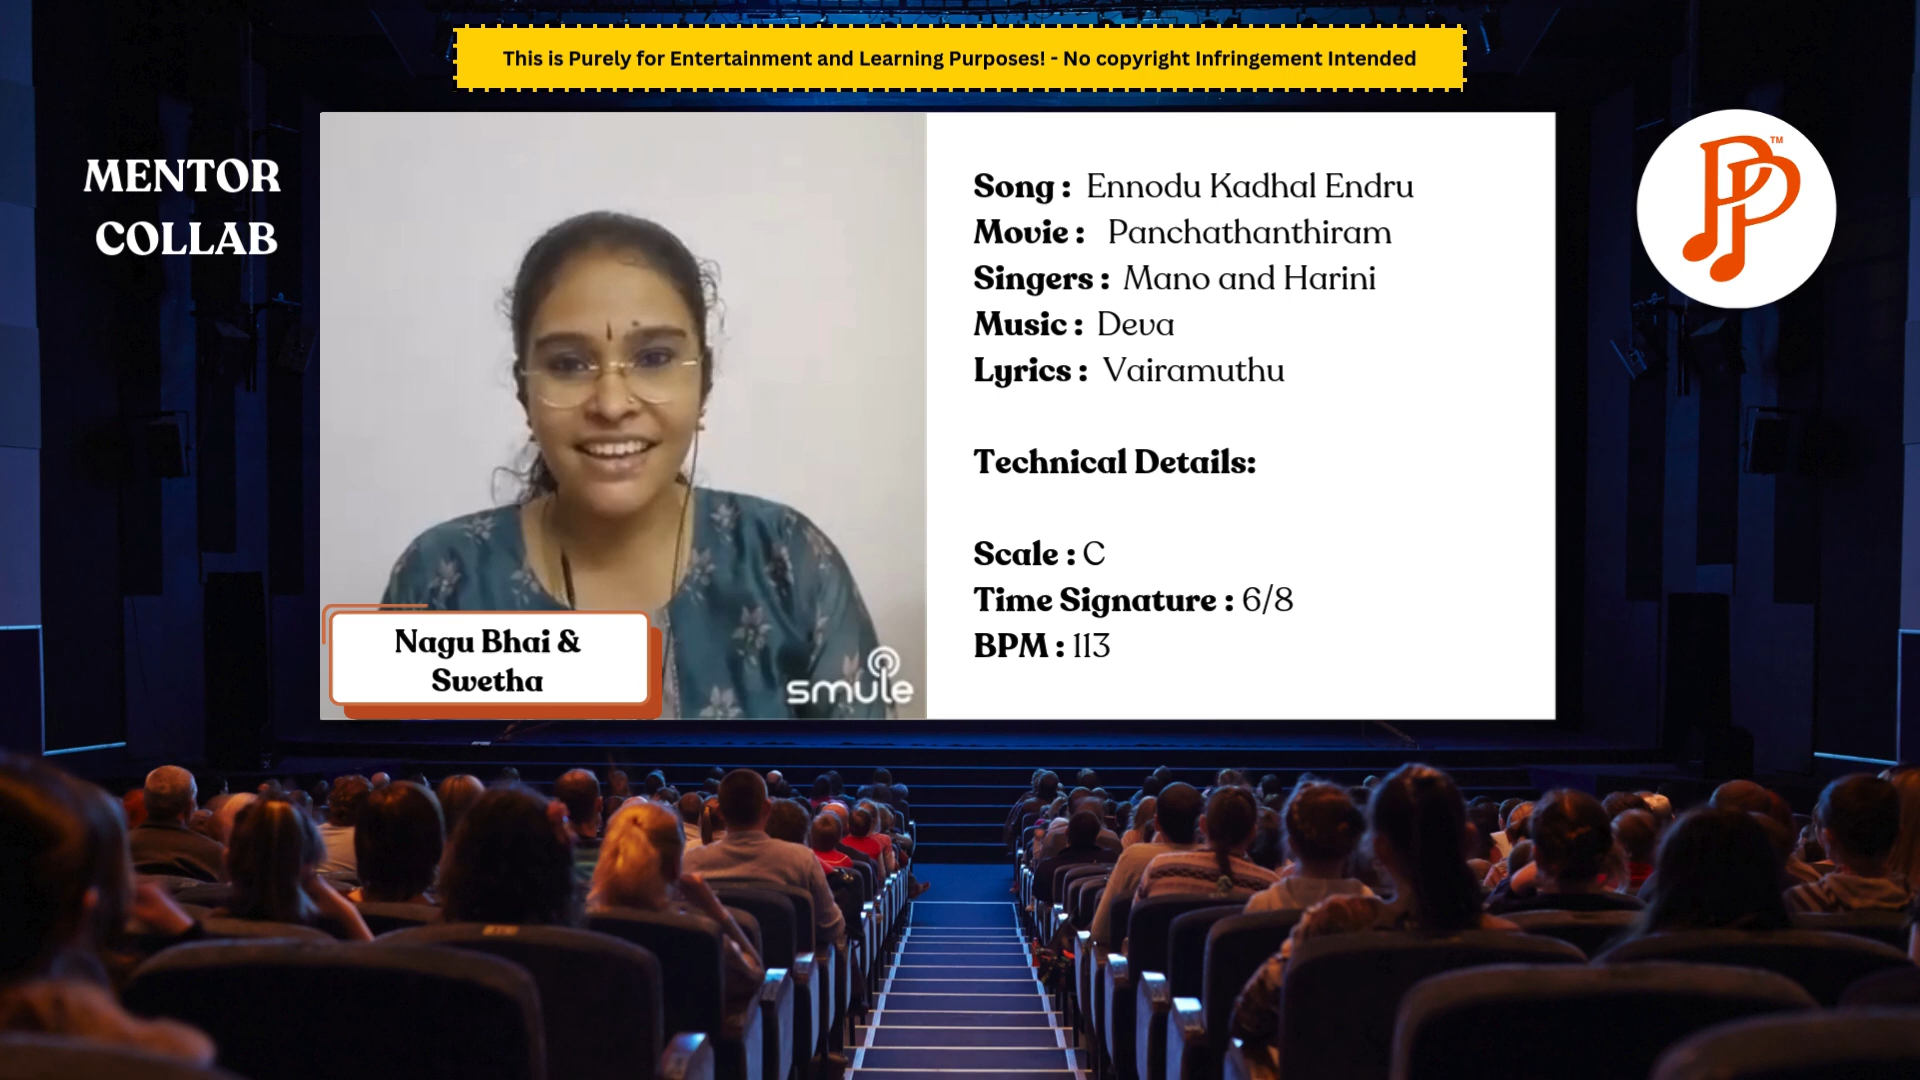 This is Purely for Entertainment and Learning Purposes! - No copyright Infringement Intended
MENTOR
COLLAB
Song : Ennodu Kadhal Endru
Movie : Panchathanthiram
Singers : Mano and Harini
Music : Deva
Lyrics : Vairamuthu
Technical Details:
Scale : C
Time Signature : 6/8
BPM : 113
Nagu Bhai &
Swetha
smule
PP™